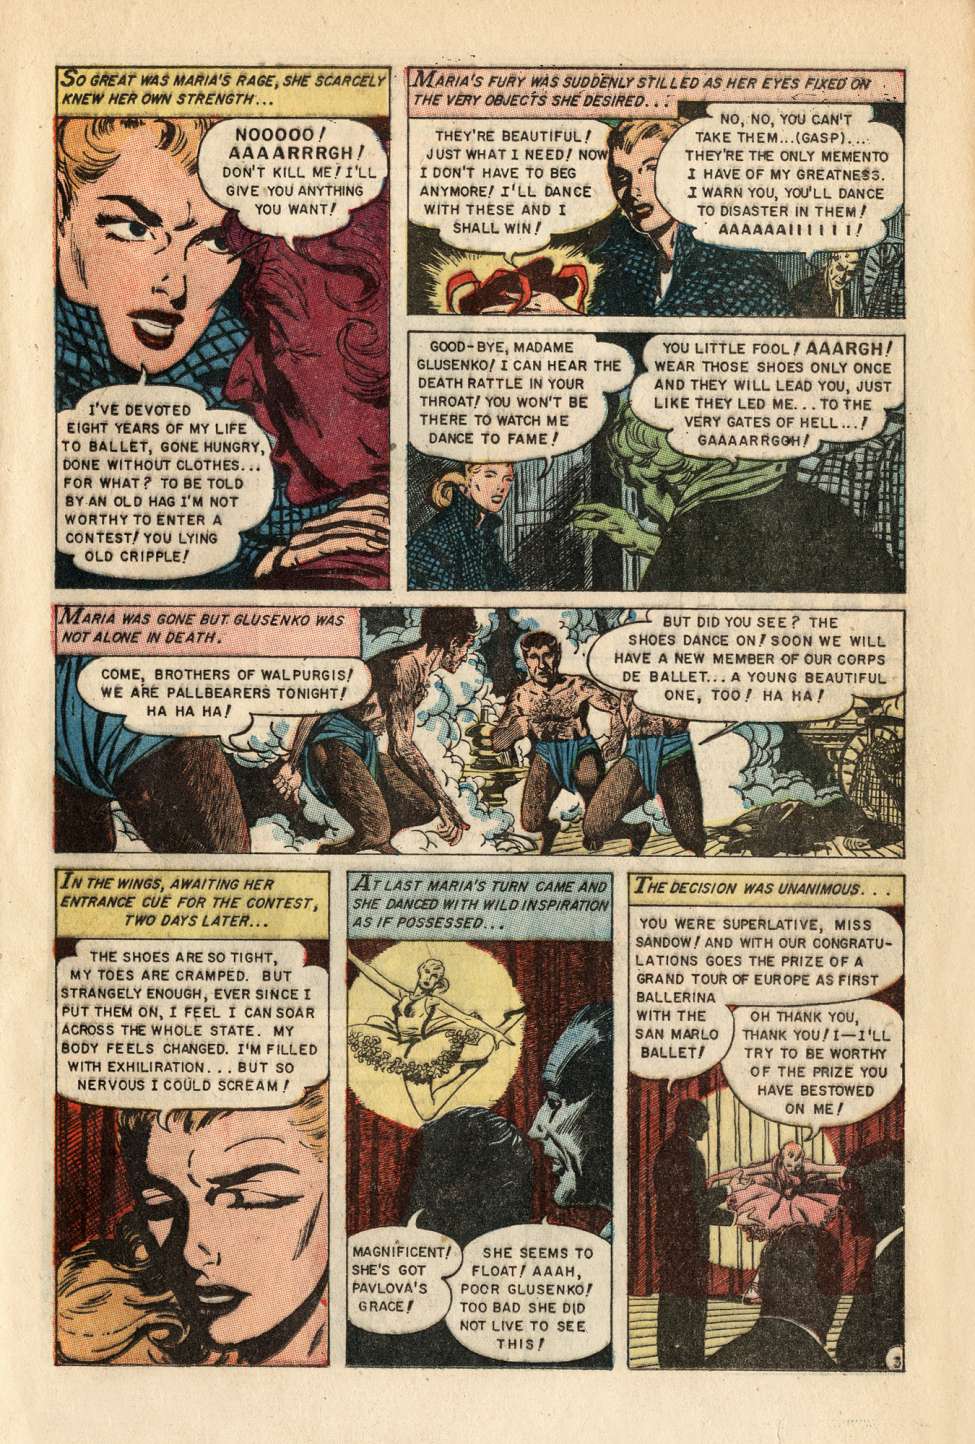 SO GREAT WAS MARIA'S RAGE, SHE SCARCELY
KNEW HER OWN STRENGTH...
NOOOOO!
AAAARRRGH!
DON'T KILL ME! I'LL
GIVE YOU ANYTHING
YOU WANT!
I'VE DEVOTED
EIGHT YEARS OF MY LIFE
TO BALLET, GONE HUNGRY,
DONE WITHOUT CLOTHES...
FOR WHAT? TO BE TOLD
BY AN OLD HAG I'M NOT
WORTHY TO ENTER A
CONTEST! YOU LYING
OLD CRIPPLE!
MARIA'S FURY WAS SUDDENLY STILLED AS HER EYES FIXED ON
THE VERY OBJECTS SHE DESIRED...
THEY'RE BEAUTIFUL!
JUST WHAT I NEED! NOW
I DON'T HAVE TO BEG
ANYMORE! I'LL DANCE
WITH THESE AND I
SHALL WIN!
NO, NO, YOU CAN'T
TAKE THEM...(GASP)...
THEY'RE THE ONLY MEMENTO
I HAVE OF MY GREATNESS.
I WARN YOU, YOU'LL DANCE
TO DISASTER IN THEM!
AAAAAAIIIIII!
GOOD-BYE, MADAME
GLUSENKO! I CAN HEAR THE
DEATH RATTLE IN YOUR
THROAT! YOU WON'T BE
THERE TO WATCH ME
DANCE TO FAME!
YOU LITTLE FOOL! AAARGH!
WEAR THOSE SHOES ONLY ONCE
AND THEY WILL LEAD YOU, JUST
LIKE THEY LED ME... TO THE
VERY GATES OF HELL...!
GAAAARRGGH!
MARIA WAS GONE BUT GLUSENKO WAS
NOT ALONE IN DEATH.
COME, BROTHERS OF WALPURGIS!
WE ARE PALLBEARERS TONIGHT!
HA HA HA!
BUT DID YOU SEE? THE
SHOES DANCE ON! SOON WE WILL
HAVE A NEW MEMBER OF OUR CORPS
DE BALLET... A YOUNG BEAUTIFUL
ONE, TOO! HA HA!
IN THE WINGS, AWAITING HER
ENTRANCE CUE FOR THE CONTEST,
TWO DAYS LATER...
THE SHOES ARE SO TIGHT,
MY TOES ARE CRAMPED. BUT
STRANGELY ENOUGH, EVER SINCE I
PUT THEM ON, I FEEL I CAN SOAR
ACROSS THE WHOLE STATE. MY
BODY FEELS CHANGED. I'M FILLED
WITH EXHILIRATION... BUT SO
NERVOUS I COULD SCREAM!
AT LAST MARIA'S TURN CAME AND
SHE DANCED WITH WILD INSPIRATION
AS IF POSSESSED...
MAGNIFICENT!
SHE'S GOT
PAVLOVA'S
GRACE!
SHE SEEMS TO
FLOAT! AAAH,
POOR GLUSENKO!
TOO BAD SHE DID
NOT LIVE TO SEE
THIS!
THE DECISION WAS UNANIMOUS...
YOU WERE SUPERLATIVE, MISS
SANDOW! AND WITH OUR CONGRATU-
LATIONS GOES THE PRIZE OF A
GRAND TOUR OF EUROPE AS FIRST
BALLERINA
WITH THE
SAN MARLO
BALLET!
OH THANK YOU,
THANK YOU! I—I'LL
TRY TO BE WORTHY
OF THE PRIZE YOU
HAVE BESTOWED
ON ME!
3